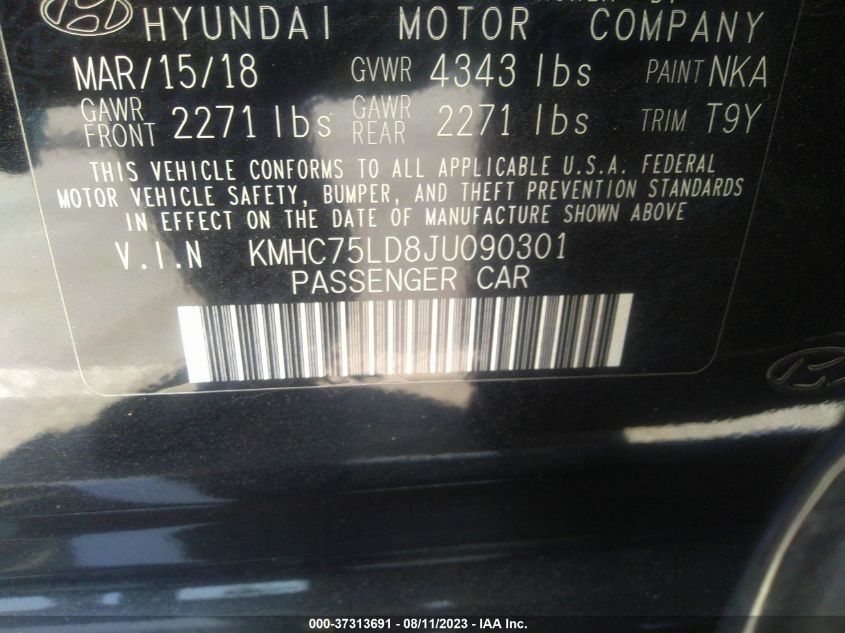 HYUNDAI MOTOR COMPANY
MAR/15/18 GVWR 4343 lbs PAINT NKA
GAWR FRONT 2271 lbs GAWR REAR 2271 lbs TRIM T9Y
THIS VEHICLE CONFORMS TO ALL APPLICABLE U.S.A. FEDERAL
MOTOR VEHICLE SAFETY, BUMPER, AND THEFT PREVENTION STANDARDS
IN EFFECT ON THE DATE OF MANUFACTURE SHOWN ABOVE
V.I.N KMHC75LD8JU090301
PASSENGER CAR
000-37313691 - 08/11/2023 - IAA Inc.